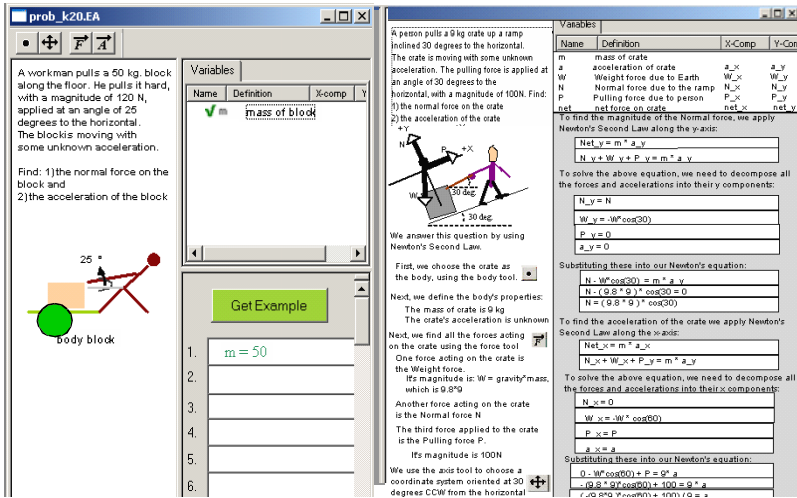 prob_k20.EA
F A
A workman pulls a 50 kg. block
along the floor. He pulls it hard,
with a magnitude of 120 N,
applied at an angle of 25
degrees to the horizontal.
The blockis moving with
some unknown acceleration.
Find: 1)the normal force on the
block and
2)the acceleration of the block
25 °
body block
Variables
Name Definition X-comp Y
m mass of block
Get Example
1. m = 50
2.
3.
4.
5.
6.
A person pulls a 9 kg crate up a ramp
inclined 30 degrees to the horizontal.
The crate is moving with some unknown
acceleration. The pulling force is applied at
an angle of 30 degrees to the
horizontal, with a magnitude of 100N. Find:
1) the normal force on the crate
2) the acceleration of the crate
+Y
N P +X
W
30 deg.
30 deg.
We answer this question by using
Newton's Second Law.
First, we choose the crate as
the body, using the body tool.
Next, we define the body's properties:
The mass of crate is 9 kg
The crate's acceleration is unknown
Next, we find all the forces acting
on the crate using the force tool F
One force acting on the crate is
the Weight force.
It's magnitude is: W = gravity*mass,
which is 9.8*9
Another force acting on the crate
is the Normal force N
The third force applied to the crate
is the Pulling force P.
It's magnitude is 100N
We use the axis tool to choose a
coordinate system oriented at 30
degrees CCW from the horizontal
Variables
Name Definition X-Comp Y-Com
m mass of crate
a acceleration of crate a_x a_y
W Weight force due to Earth W_x W_y
N Normal force due to the ramp N_x N_y
P Pulling force due to person P_x P_y
net net force on crate net_x net_y
To find the magnitude of the Normal force, we apply
Newton's Second Law along the y-axis:
Net_y = m * a_y
N_y + W_y + P_y = m * a_y
To solve the above equation, we need to decompose all
the forces and accelerations into their y components:
N_y = N
W_y = -W*cos(30)
P_y = 0
a_y = 0
Substituting these into our Newton's equation:
N - W*cos(30) = m * a_y
N - (9.8 * 9) * cos(30 = 0
N = (9.8 * 9) * cos(30)
To find the acceleration of the crate we apply Newton's
Second Law along the x-axis:
Net_x = m * a_x
N_x + W_x + P_y = m * a_y
To solve the above equation, we need to decompose all
the forces and accelerations into their x components:
N_x = 0
W_x = -W* cos(60)
P_x = P
a_x = a
Substituting these into our Newton's equation:
0 - W*cos(60) + P = 9* a
- (9.8 * 9)*cos(60) + 100 = 9 * a